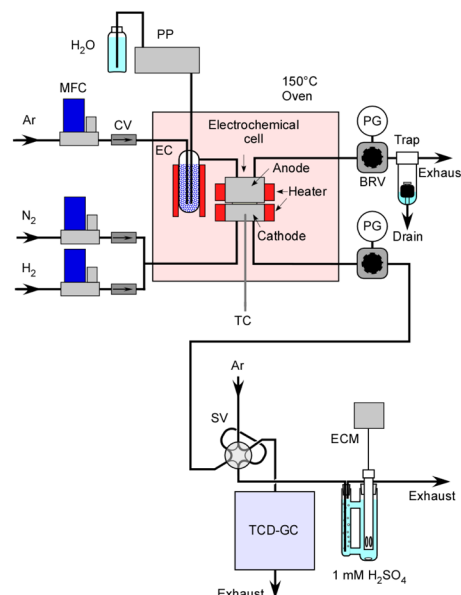 H2O
PP
MFC
150°C
Oven
Ar
CV
EC
Electrochemical
cell
PG
Trap
Anode
Exhaus
BRV
Heater
N2
PG
Cathode
Drain
H2
TC
Ar
SV
ECM
Exhaust
TCD-GC
1 mM H2SO4
Exhaust